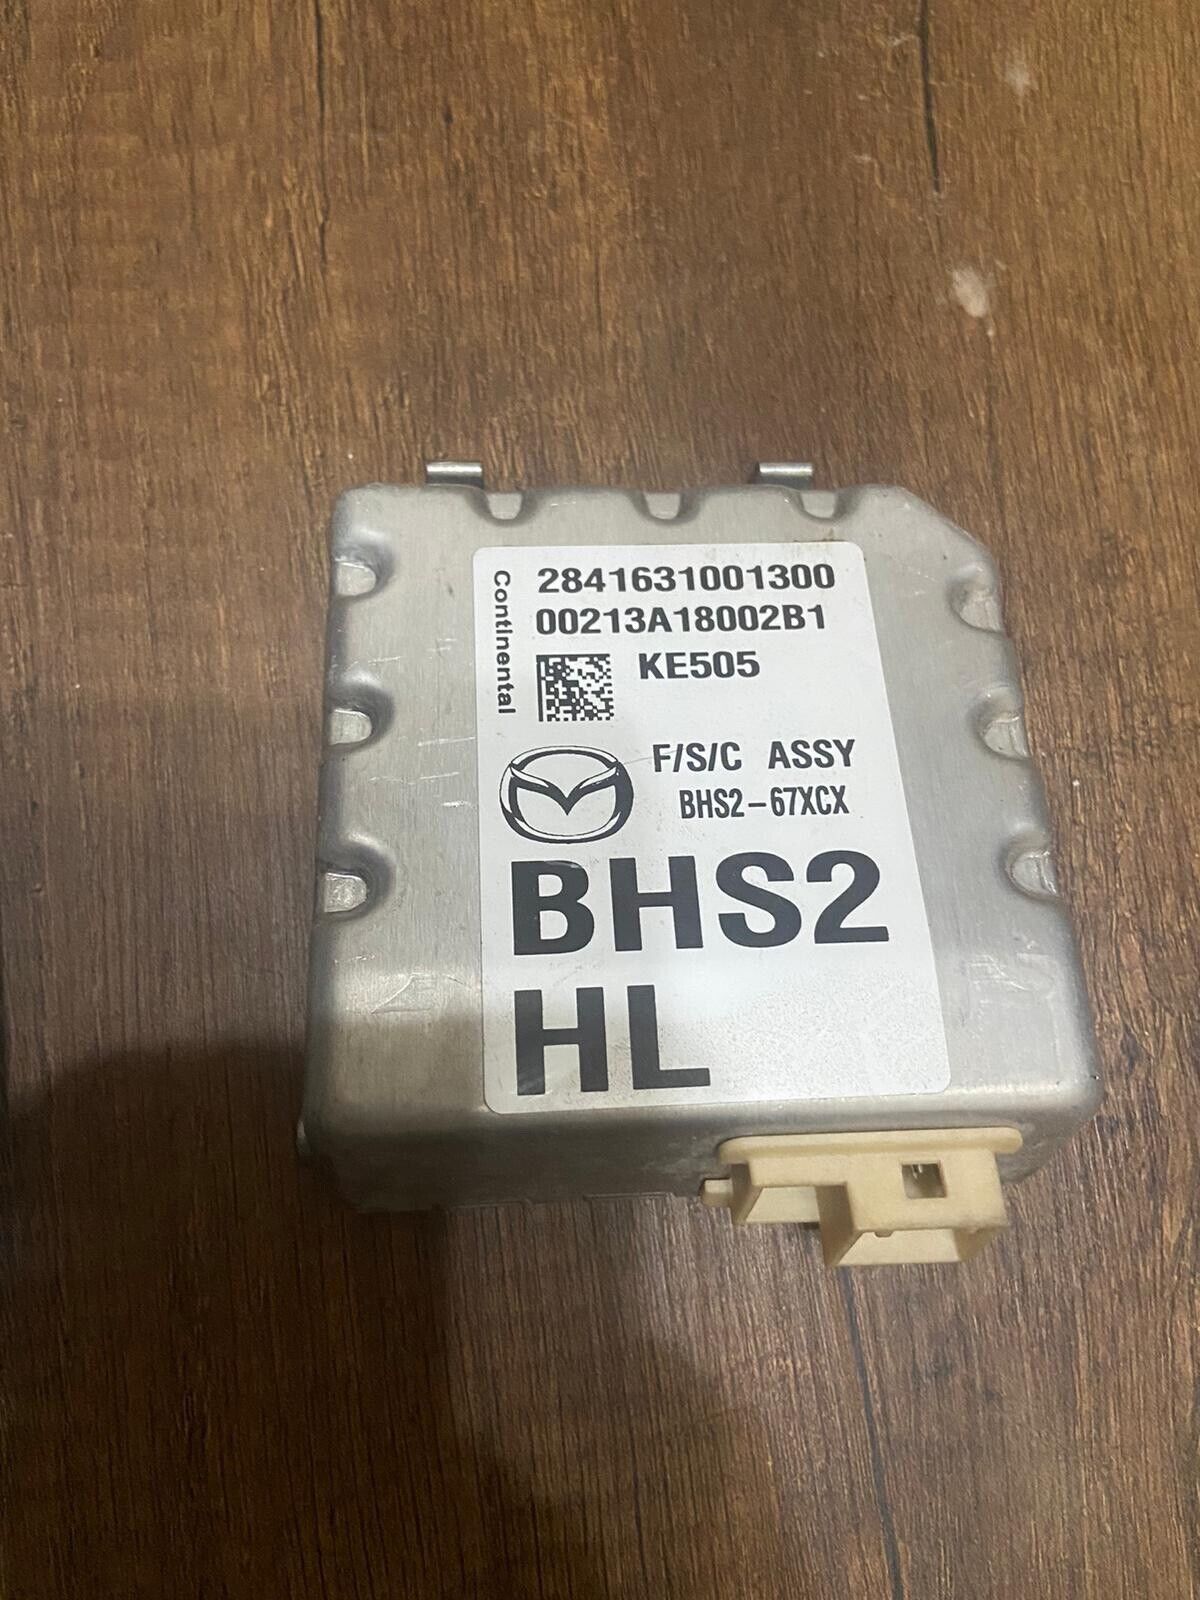 Continental
2841631001300
00213A18002B1
KE505
F/S/C ASSY
BHS2-67XCX
BHS2
HL